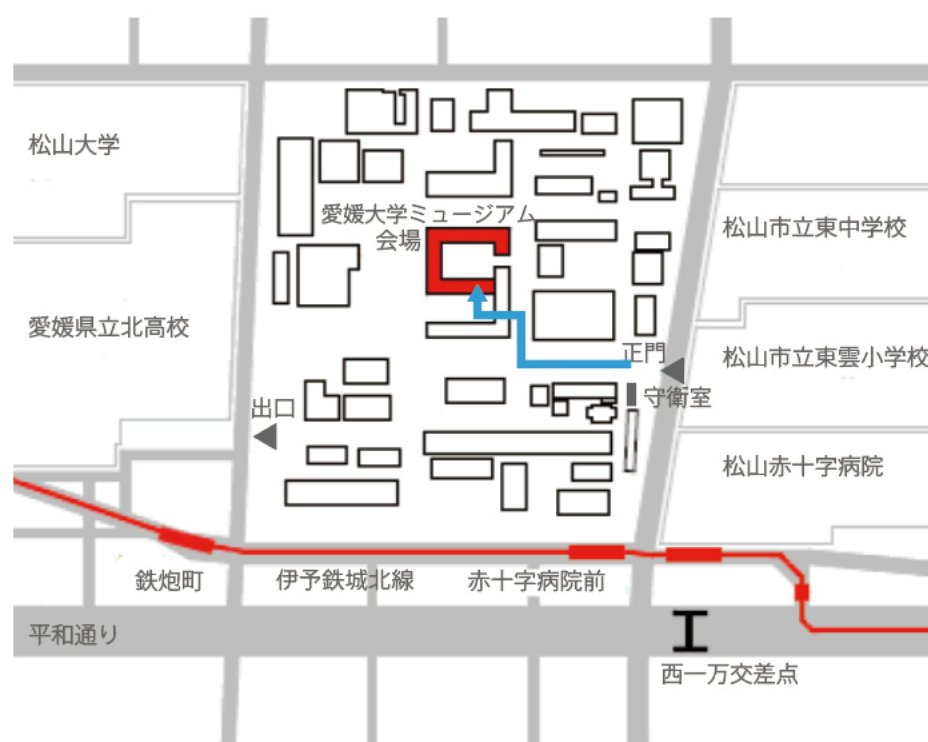 松山大学
愛媛大学ミュージアム
会場
松山市立東中学校
愛媛県立北高校
正門
松山市立東雲小学校
守衛室
出口
松山赤十字病院
鉄炮町
伊予鉄城北線
赤十字病院前
平和通り
西一万交差点